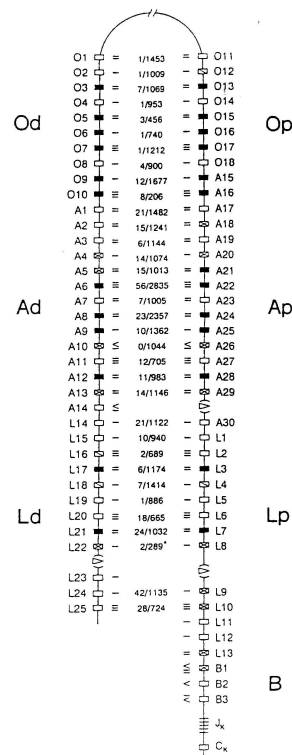 O1 = 1/1453 = O11
O2 - 1/1009 - O12
O3 = 7/1069 = O13
O4 - 1/953 - O14
O5 = 3/456 = O15
Od O6 - 1/740 = O16 Op
O7 ≡ 1/1212 ≡ O17
O8 - 4/900 - O18
O9 = 12/1677 = A15
O10 ≡ 8/206 ≡ A16
A1 = 21/1482 = A17
A2 = 15/1241 = A18
A3 = 6/1144 = A19
A4 - 14/1074 - A20
A5 = 15/1013 = A21
A6 ≡ 56/2835 ≡ A22
Ad A7 = 7/1005 = A23 Ap
A8 = 23/2357 = A24
A9 = 10/1362 = A25
A10 ≤ 0/1044 ≤ A26
A11 ≡ 12/705 ≡ A27
A12 = 11/983 = A28
A13 = 14/1146 = A29
A14 ≤
L14 - 21/1122 - A30
L15 - 10/940 - L1
L16 ≡ 2/689 ≡ L2
L17 = 6/1174 = L3
L18 - 7/1414 - L4
L19 - 1/886 - L5
Ld L20 ≡ 18/665 ≡ L6 Lp
L21 = 24/1032 = L7
L22 - 2/289* - L8
L23 -
L24 - 42/1135 - L9
L25 ≡ 28/724 ≡ L10
- L11
- L12
= L13
≤ B1
< B2 B
≤ B3
Jκ
Cκ